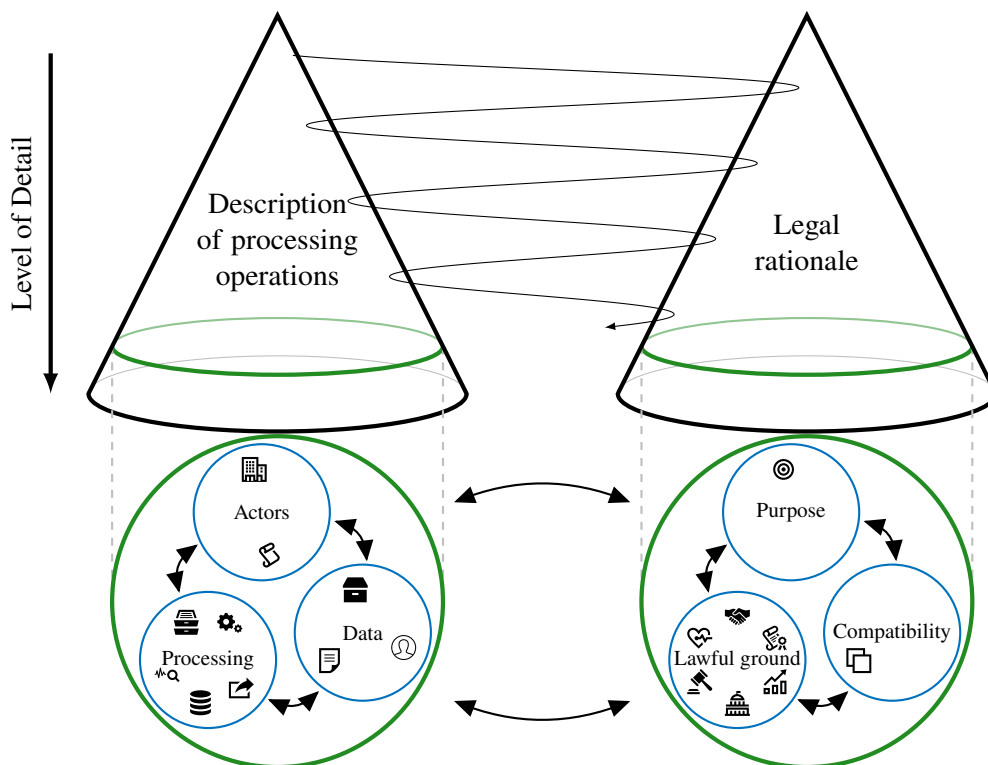 Level of Detail
Description
of processing
operations
Legal
rationale
Actors
Data
Processing
Purpose
Compatibility
Lawful ground